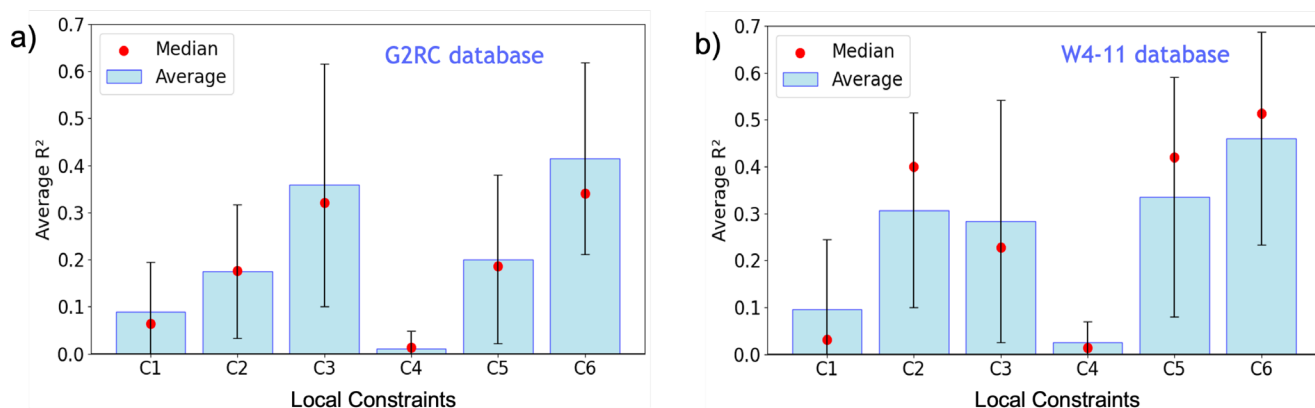 a)
G2RC database
Median
Average
Average R²
0.7
0.6
0.5
0.4
0.3
0.2
0.1
0.0
C1 C2 C3 C4 C5 C6
Local Constraints
b)
W4-11 database
Median
Average
Average R²
0.7
0.6
0.5
0.4
0.3
0.2
0.1
0.0
C1 C2 C3 C4 C5 C6
Local Constraints